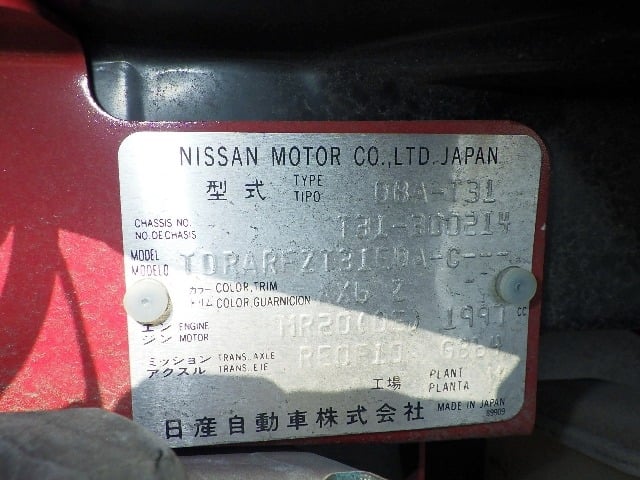 NISSAN MOTOR CO.,LTD. JAPAN
型式 TYPE TIPO DBA-T31
CHASSIS NO. NO.DECHASIS T31-300214
MODEL MODELO
カラー COLOR,TRIM
トリム COLOR,GUARNICION
エン ENGINE MR20(DE) 1997 cc
ジン MOTOR
ミッション TRANS.AXLE RE0F10
アクスル TRANS.EJE
工場 PLANT PLANTA
日産自動車株式会社 MADE IN JAPAN 89909